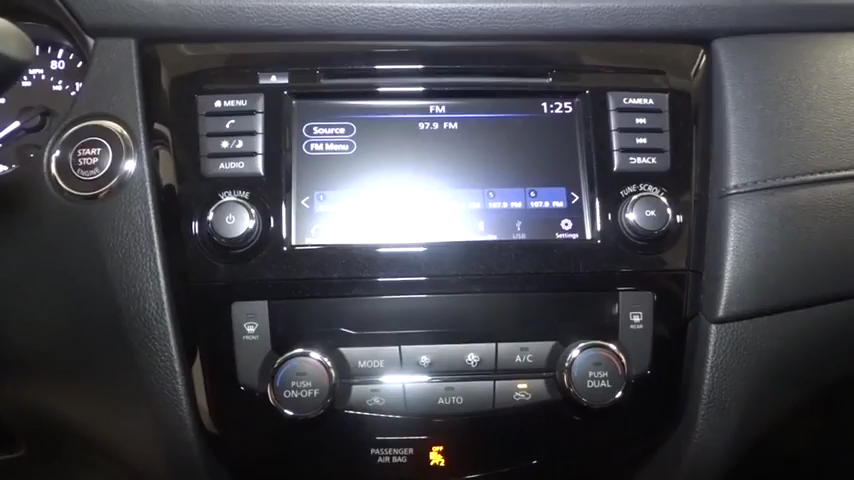 80
MPH
MENU
FM
1:25
CAMERA
START
STOP
ENGINE
Source
97.9 FM
FM Menu
AUDIO
BACK
VOLUME
TUNE·SCROLL
5
6
107.9 FM
107.9 FM
OK
USB
Settings
FRONT
REAR
MODE
A/C
PUSH
ON·OFF
AUTO
PUSH
DUAL
PASSENGER
AIR BAG
OFF
2